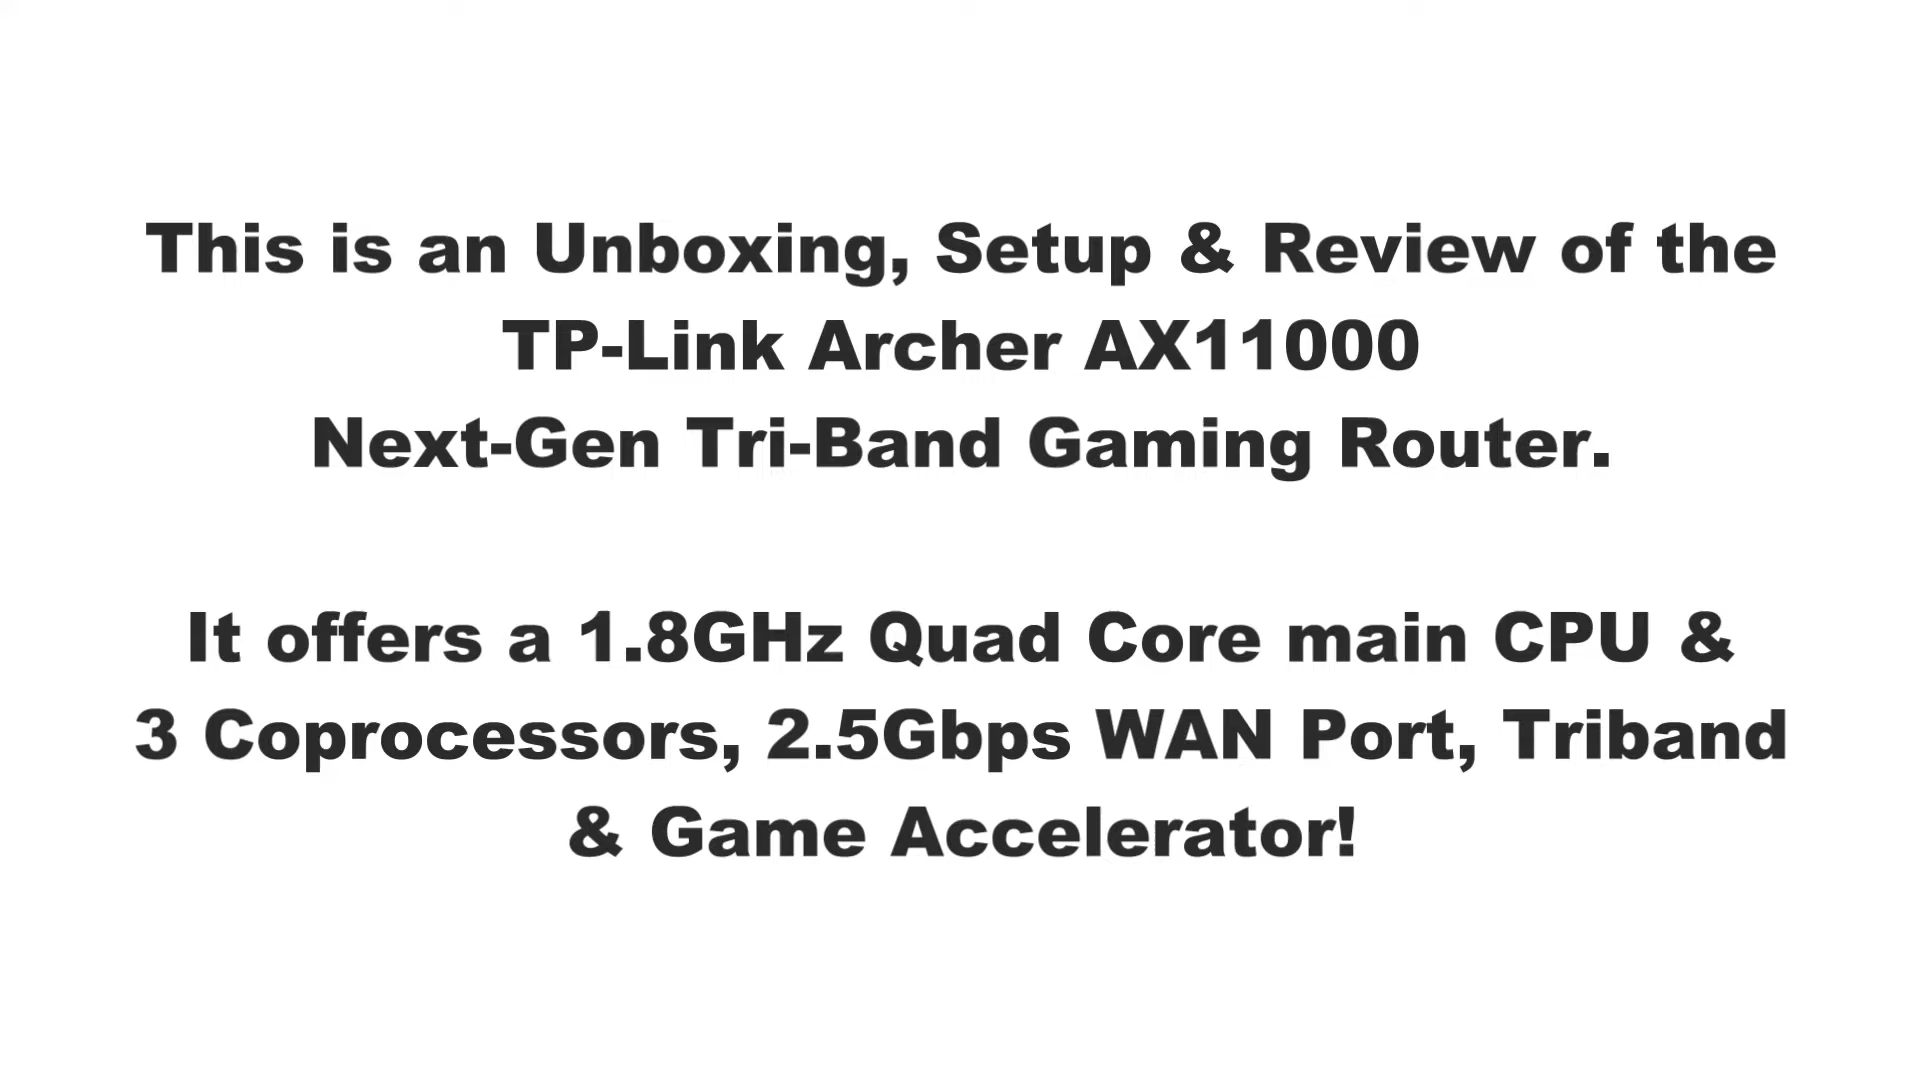 This is an Unboxing, Setup & Review of the
TP-Link Archer AX11000
Next-Gen Tri-Band Gaming Router.
It offers a 1.8GHz Quad Core main CPU &
3 Coprocessors, 2.5Gbps WAN Port, Triband
& Game Accelerator!